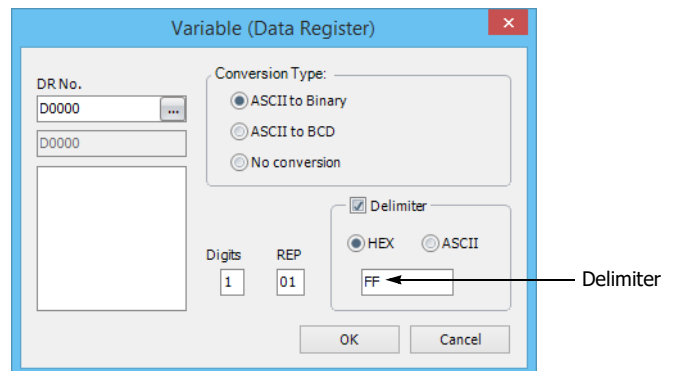 Variable (Data Register)
DR No.
D0000
...
D0000
Conversion Type:
ASCII to Binary
ASCII to BCD
No conversion
Digits
1
REP
01
Delimiter
HEX
ASCII
FF
Delimiter
OK
Cancel